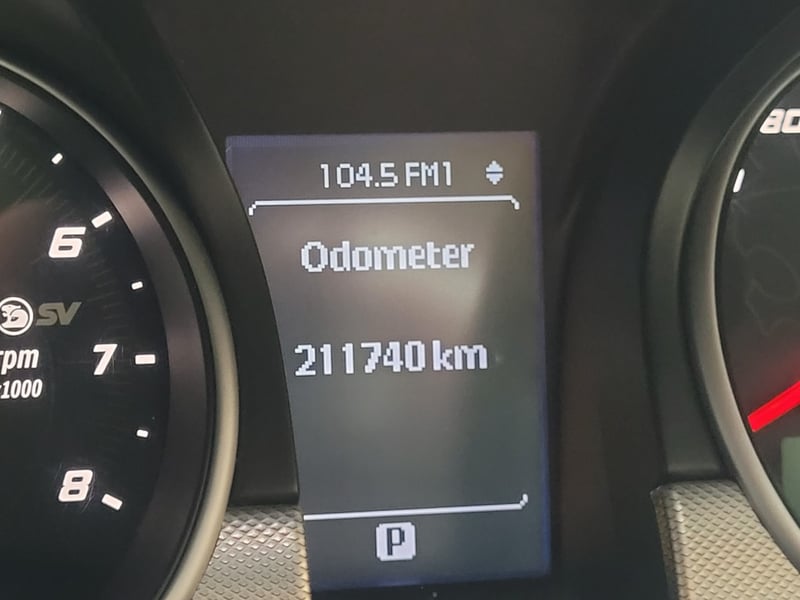 104.5 FM1
Odometer
211740 km
P
6
SV
7
rpm
x1000
8
80